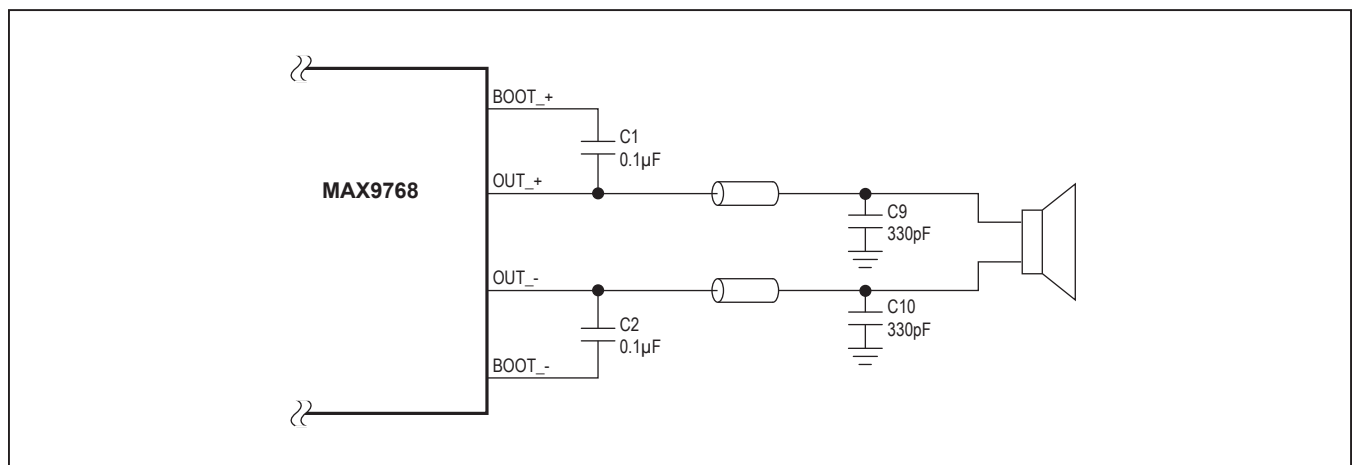 BOOT_+
C1
0.1µF
MAX9768
OUT_+
C9
330pF
OUT_-
C10
330pF
C2
0.1µF
BOOT_-